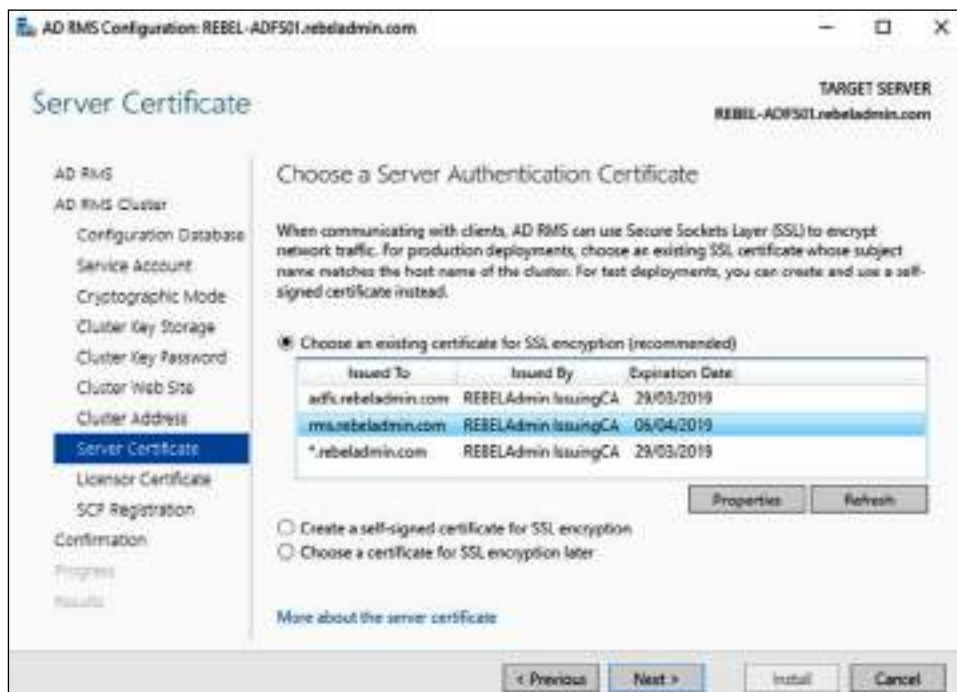 AD RMS Configuration: REBEL-ADFS01.rebeladmin.com
Server Certificate
TARGET SERVER
REBEL-ADFS01.rebeladmin.com
AD RMS
AD RMS Cluster
Configuration Database
Service Account
Cryptographic Mode
Cluster Key Storage
Cluster Key Password
Cluster Web Site
Cluster Address
Server Certificate
Licensor Certificate
SCP Registration
Confirmation
Progress
Results
Choose a Server Authentication Certificate
When communicating with clients, AD RMS can use Secure Sockets Layer (SSL) to encrypt
network traffic. For production deployments, choose an existing SSL certificate whose subject
name matches the host name of the cluster. For test deployments, you can create and use a self-
signed certificate instead.
Choose an existing certificate for SSL encryption (recommended)
Issued To Issued By Expiration Date
adfs.rebeladmin.com REBELAdmin IssuingCA 29/03/2019
rms.rebeladmin.com REBELAdmin IssuingCA 06/04/2019
*.rebeladmin.com REBELAdmin IssuingCA 29/03/2019
Properties Refresh
Create a self-signed certificate for SSL encryption
Choose a certificate for SSL encryption later
More about the server certificate
< Previous Next > Install Cancel